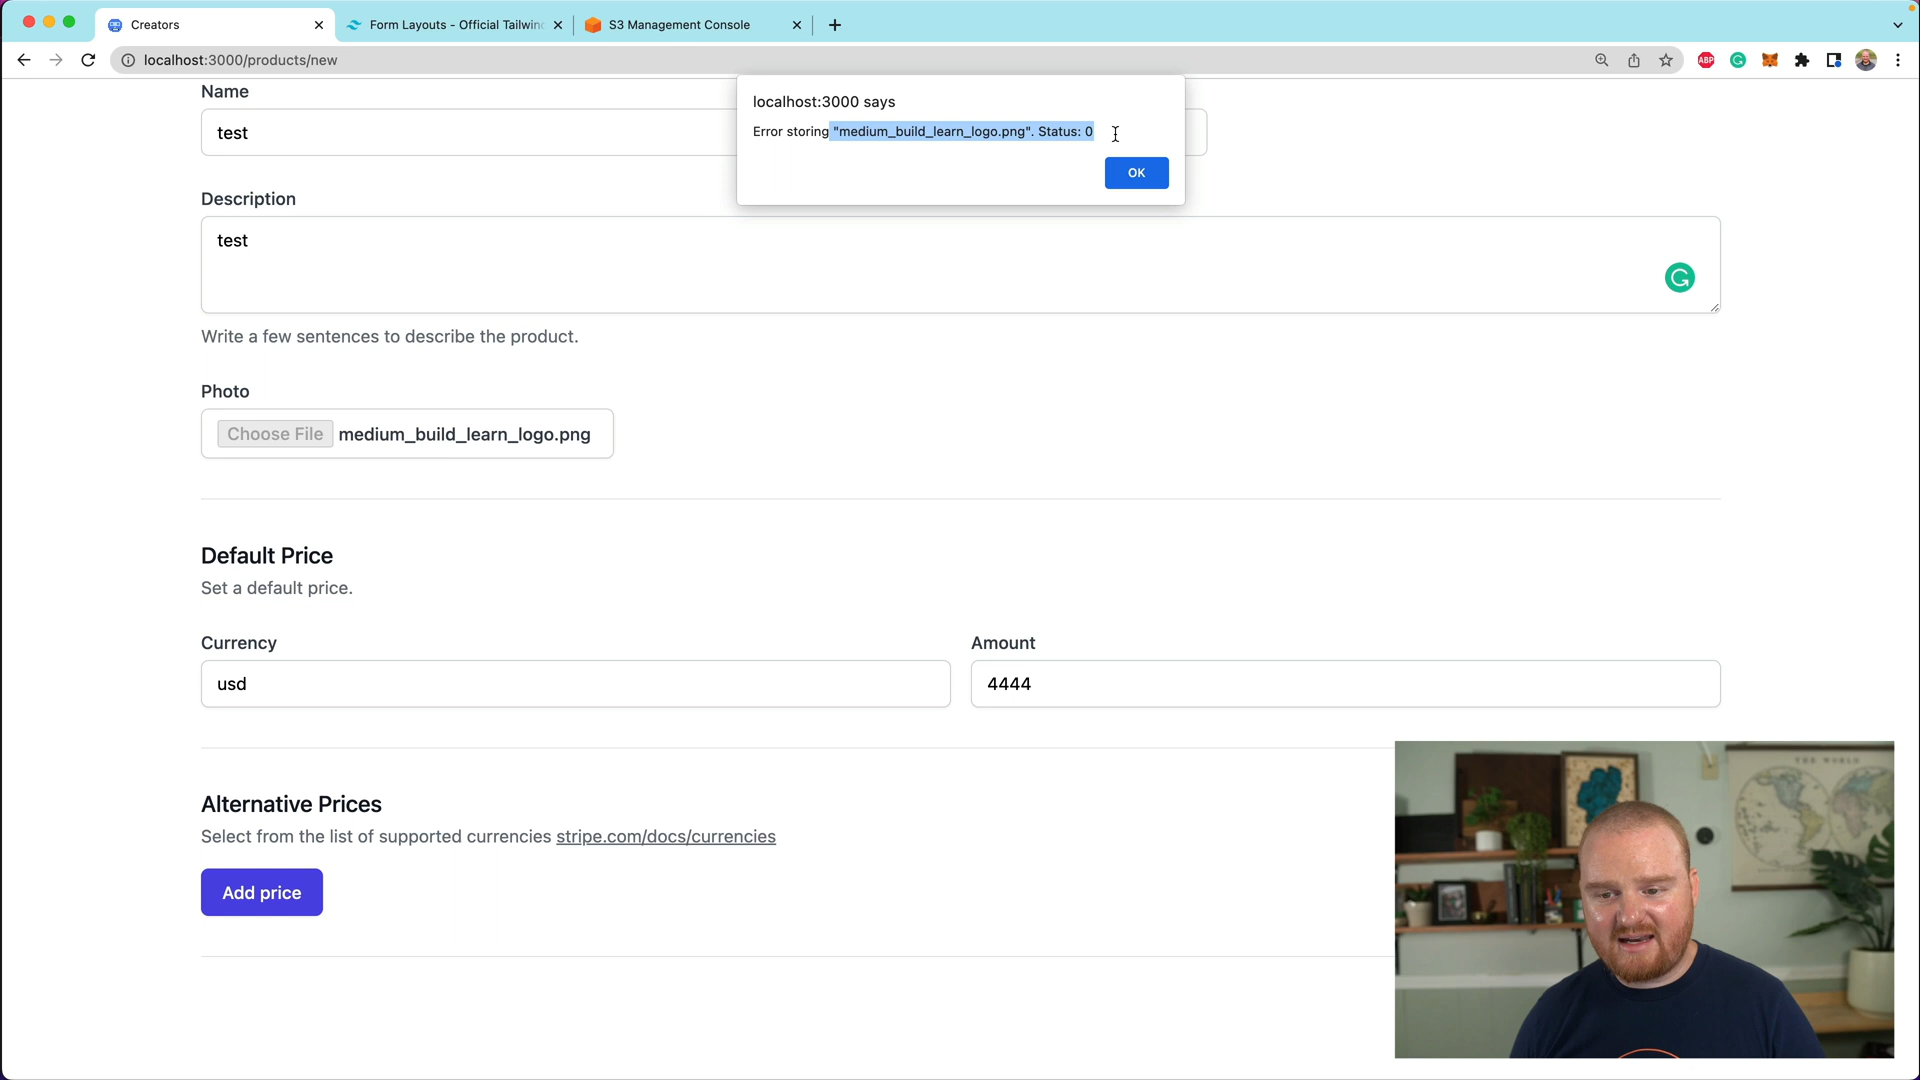 Creators
Form Layouts - Official Tailwin
S3 Management Console
localhost:3000/products/new
ABP
localhost:3000 says
Error storing "medium_build_learn_logo.png". Status: 0
OK
Name
test
Description
test
Write a few sentences to describe the product.
Photo
Choose File medium_build_learn_logo.png
Default Price
Set a default price.
Currency
Amount
usd
4444
Alternative Prices
Select from the list of supported currencies stripe.com/docs/currencies
Add price
THE WORLD